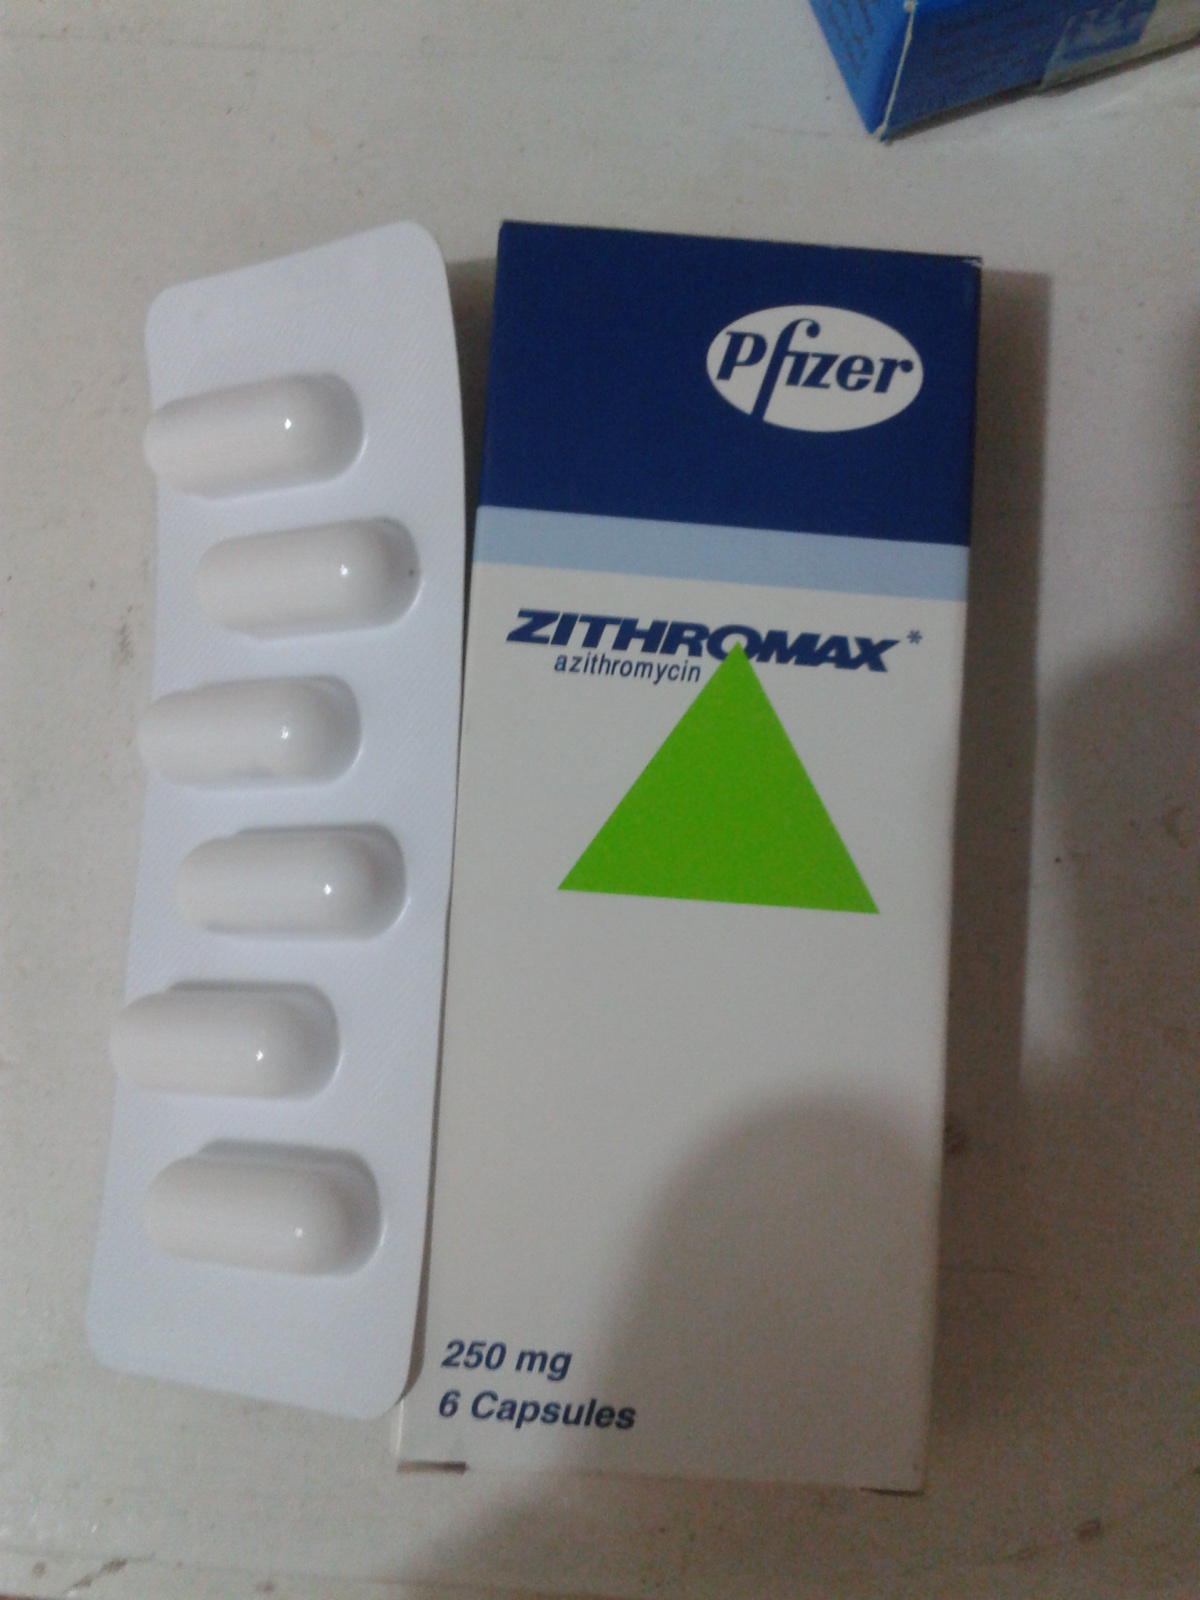 Pfizer
ZITHROMAX*
azithromycin
250 mg
6 Capsules